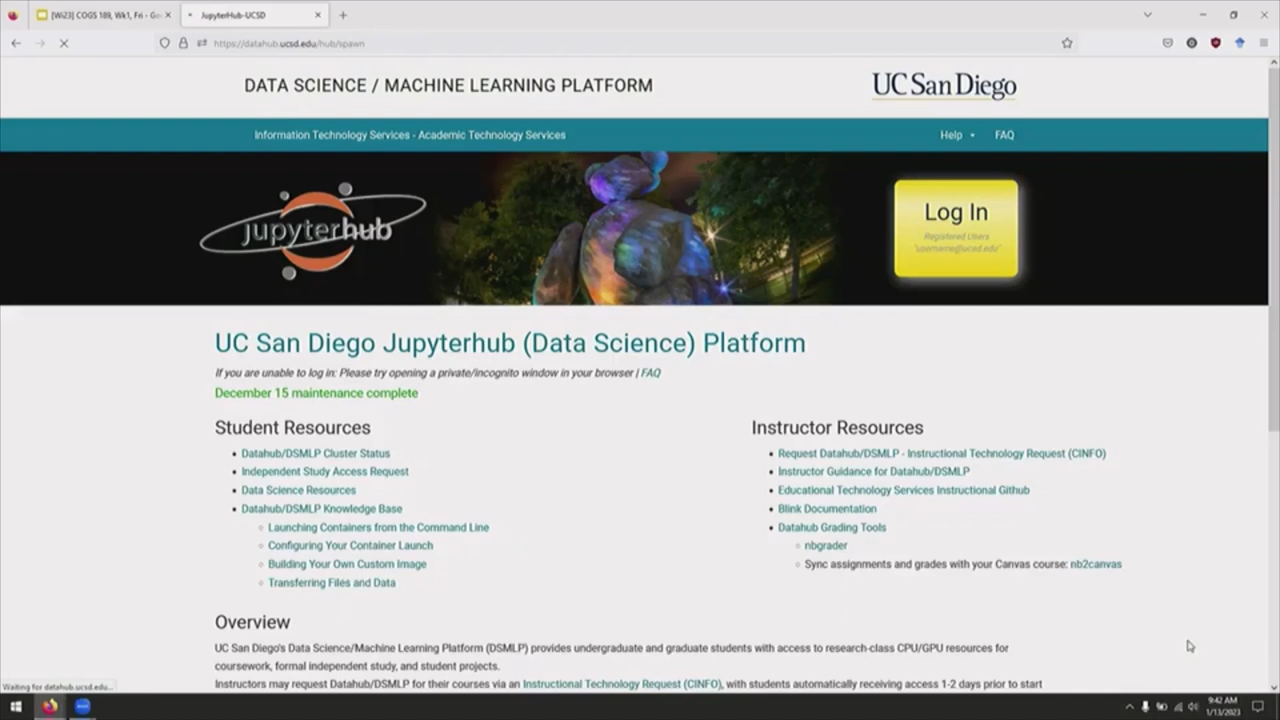 [Wi23] COGS 189, Wk1, Fri - Go
JupyterHub-UCSD
https://datahub.ucsd.edu/hub/spawn
DATA SCIENCE / MACHINE LEARNING PLATFORM
UC San Diego
Information Technology Services - Academic Technology Services
Help
FAQ
jupyterhub
Log In
Registered Users
"username@ucsd.edu"
UC San Diego Jupyterhub (Data Science) Platform
If you are unable to log in: Please try opening a private/incognito window in your browser | FAQ
December 15 maintenance complete
Student Resources
Datahub/DSMLP Cluster Status
Independent Study Access Request
Data Science Resources
Datahub/DSMLP Knowledge Base
Launching Containers from the Command Line
Configuring Your Container Launch
Building Your Own Custom Image
Transferring Files and Data
Instructor Resources
Request Datahub/DSMLP - Instructional Technology Request (CINFO)
Instructor Guidance for Datahub/DSMLP
Educational Technology Services Instructional Github
Blink Documentation
Datahub Grading Tools
nbgrader
Sync assignments and grades with your Canvas course: nb2canvas
Overview
UC San Diego's Data Science/Machine Learning Platform (DSMLP) provides undergraduate and graduate students with access to research-class CPU/GPU resources for
coursework, formal independent study, and student projects.
Instructors may request Datahub/DSMLP for their courses via an Instructional Technology Request (CINFO), with students automatically receiving access 1-2 days prior to start
Waiting for datahub.ucsd.edu...
9:42 AM
1/13/2023